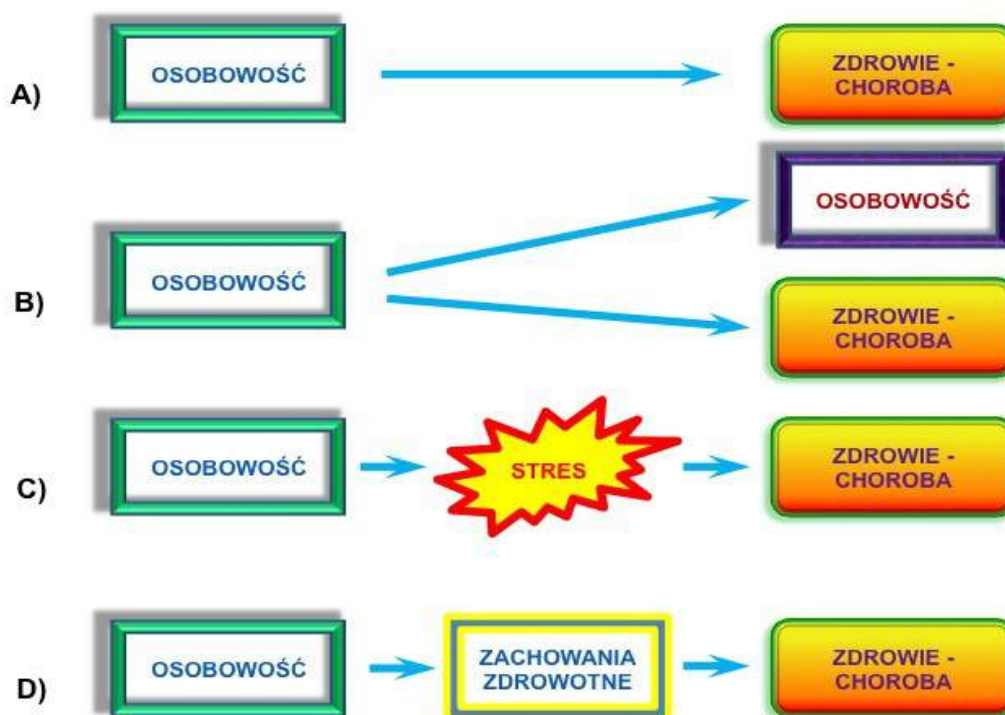 A)
OSOBOWOŚĆ
ZDROWIE -
CHOROBA
B)
OSOBOWOŚĆ
OSOBOWOŚĆ
ZDROWIE -
CHOROBA
C)
OSOBOWOŚĆ
STRES
ZDROWIE -
CHOROBA
D)
OSOBOWOŚĆ
ZACHOWANIA
ZDROWOTNE
ZDROWIE -
CHOROBA